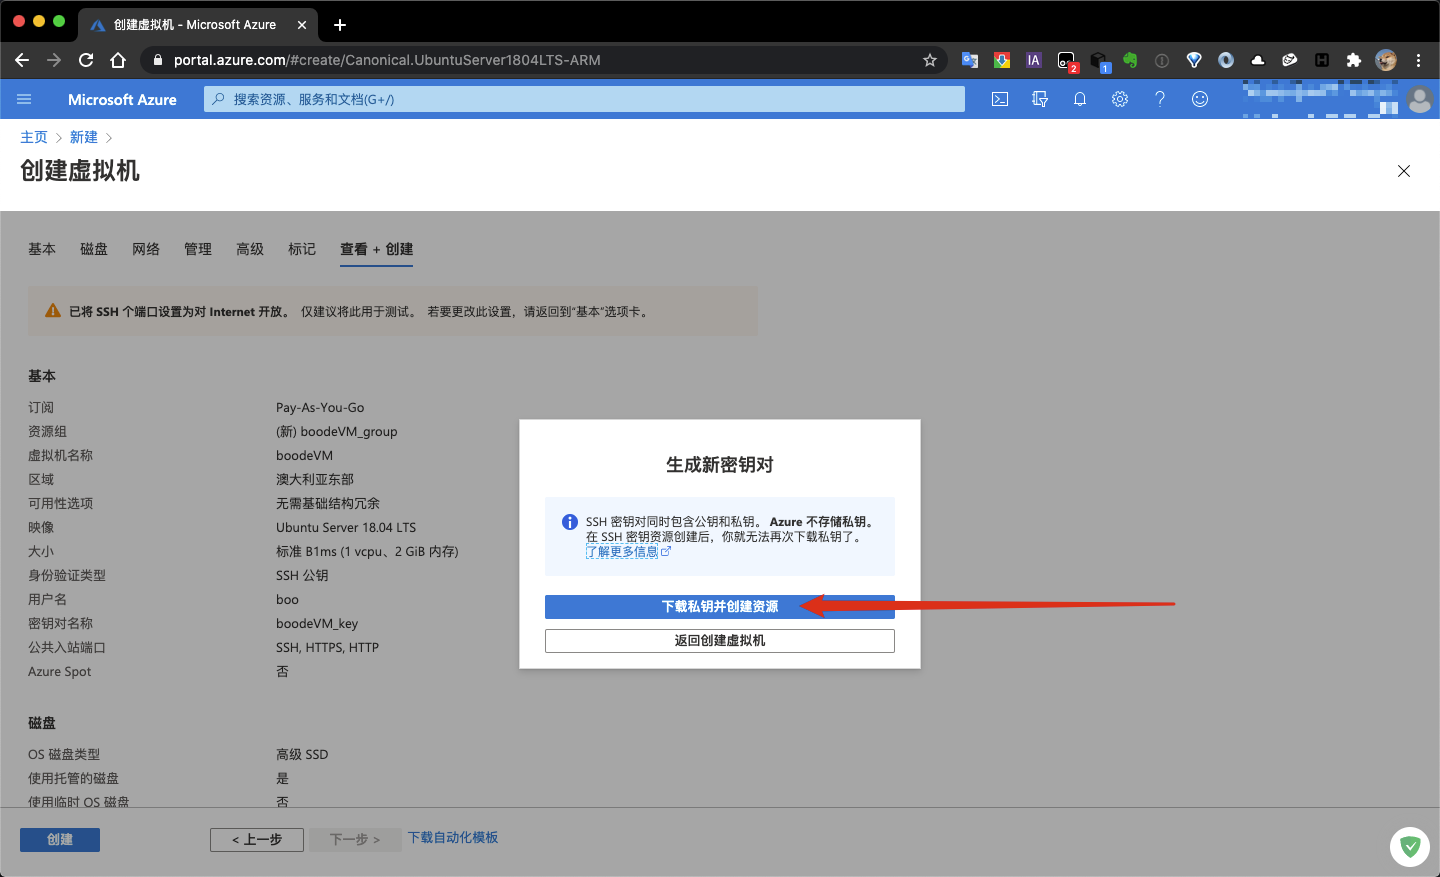 创建虚拟机 - Microsoft Azure
portal.azure.com/#create/Canonical.UbuntuServer1804LTS-ARM
IA
2
1
H
Microsoft Azure
搜索资源、服务和文档(G+/)
主页 > 新建 >
创建虚拟机
基本 磁盘 网络 管理 高级 标记 查看 + 创建
已将 SSH 个端口设置为对 Internet 开放。 仅建议将此用于测试。 若要更改此设置，请返回到“基本”选项卡。
基本
订阅 Pay-As-You-Go
资源组 (新) boodeVM_group
虚拟机名称 boodeVM
区域 澳大利亚东部
可用性选项 无需基础结构冗余
映像 Ubuntu Server 18.04 LTS
大小 标准 B1ms (1 vcpu、2 GiB 内存)
身份验证类型 SSH 公钥
用户名 boo
密钥对名称 boodeVM_key
公共入站端口 SSH, HTTPS, HTTP
Azure Spot 否
磁盘
OS 磁盘类型 高级 SSD
使用托管的磁盘 是
使用临时 OS 磁盘 否
生成新密钥对
SSH 密钥对同时包含公钥和私钥。 Azure 不存储私钥。
在 SSH 密钥资源创建后，你就无法再次下载私钥了。
了解更多信息
下载私钥并创建资源
返回创建虚拟机
创建 < 上一步 下一步 > 下载自动化模板